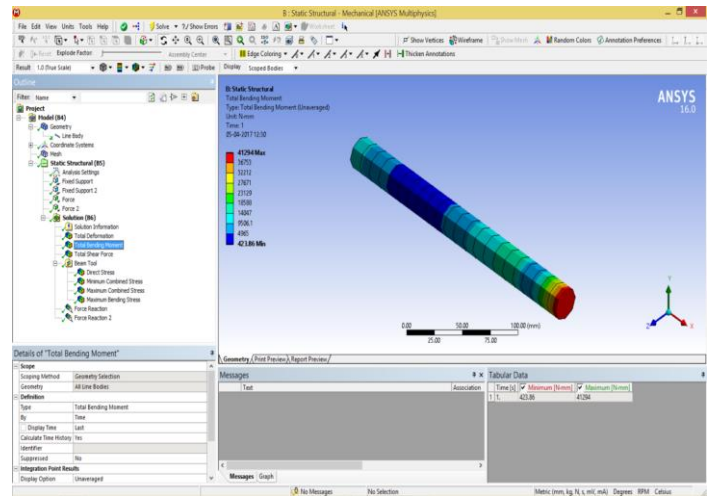 B : Static Structural - Mechanical [ANSYS Multiphysics]
File Edit View Units Tools Help Solve ?/ Show Errors Worksheet
Show Vertices Wireframe Show Mesh Random Colors Annotation Preferences
Explode Factor: Assembly Center Edge Coloring Thicken Annotations
Result 1.0 (True Scale) Probe Display Scoped Bodies
Outline
Filter: Name
Project
Model (B4)
Geometry
Line Body
Coordinate Systems
Mesh
Static Structural (B5)
Analysis Settings
Fixed Support
Fixed Support 2
Force
Force 2
Solution (B6)
Solution Information
Total Deformation
Total Bending Moment
Total Shear Force
Beam Tool
Direct Stress
Minimum Combined Stress
Maximum Combined Stress
Maximum Bending Stress
Force Reaction
Force Reaction 2
B: Static Structural
Total Bending Moment
Type: Total Bending Moment (Unaveraged)
Unit: N·mm
Time: 1
05-04-2017 12:30
41294 Max
36753
32212
27671
23129
18588
14047
9506.1
4965
423.86 Min
ANSYS
16.0
0.00 50.00 100.00 (mm)
25.00 75.00
Y
Z X
Geometry Print Preview Report Preview
Details of "Total Bending Moment"
Scope
Scoping Method Geometry Selection
Geometry All Line Bodies
Definition
Type Total Bending Moment
By Time
Display Time Last
Calculate Time History Yes
Identifier
Suppressed No
Integration Point Results
Display Option Unaveraged
Messages
Text Association
Messages Graph
Tabular Data
Time [s] Minimum [N·mm] Maximum [N·mm]
1 1. 423.86 41294
No Messages No Selection Metric (mm, kg, N, s, mV, mA) Degrees RPM Celsius